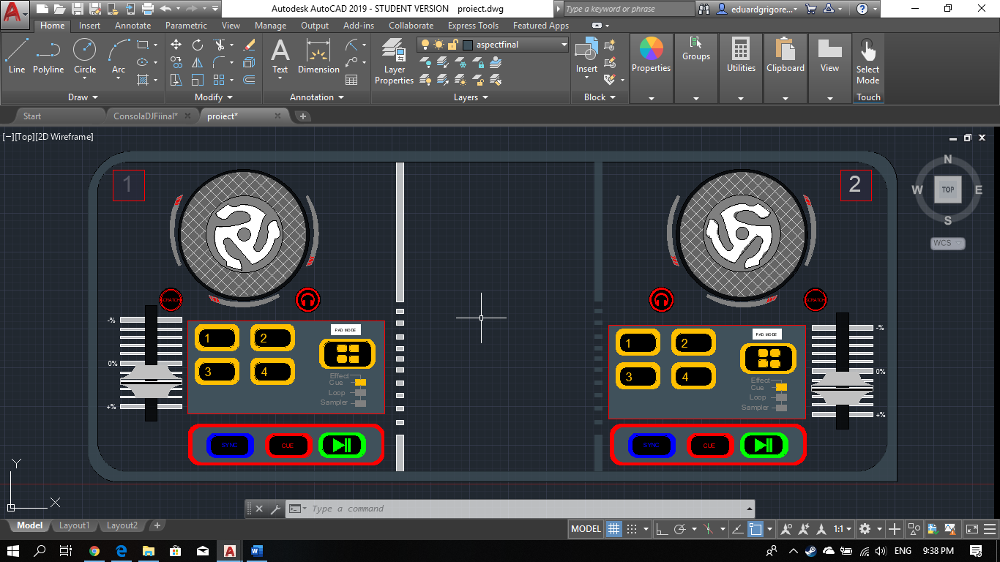 Autodesk AutoCAD 2019 - STUDENT VERSION proiect.dwg
Type a keyword or phrase
eduardgrigore...
Home Insert Annotate Parametric View Manage Output Add-ins Collaborate Express Tools Featured Apps
aspectfinal
Line Polyline Circle Arc
Text Dimension
Layer Properties
Insert
Properties Groups Utilities Clipboard View
Select Mode
Draw Modify Annotation Layers Block Touch
Start ConsolaDJFiinal* proiect*
[−][Top][2D Wireframe]
1
2
N
W TOP E
S
WCS
SCRATCH
SCRATCH
-%
0%
+%
1 2
3 4
PAD MODE
Effect
Cue
Loop
Sampler
SYNC CUE
1 2
3 4
PAD MODE
Effect
Cue
Loop
Sampler
SYNC CUE
-%
0%
+%
Y
X
Type a command
Model Layout1 Layout2
MODEL 1:1
ENG 9:38 PM